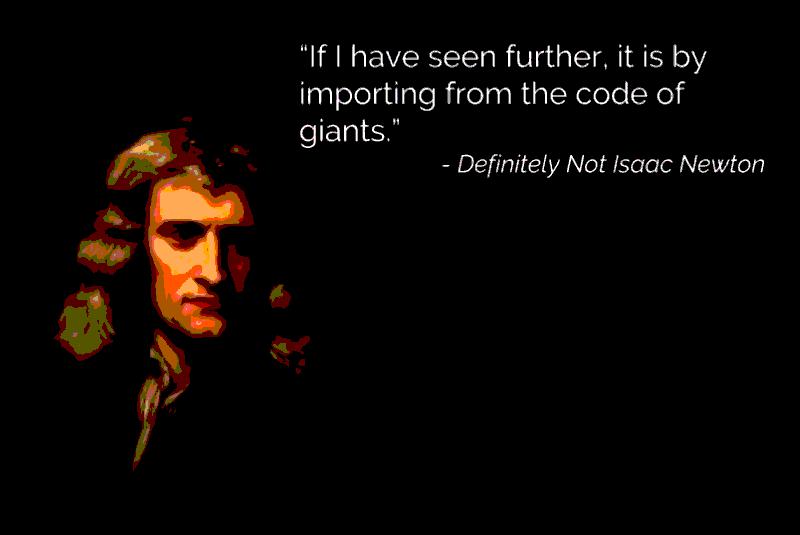 “If I have seen further, it is by
importing from the code of
giants.”
- Definitely Not Isaac Newton